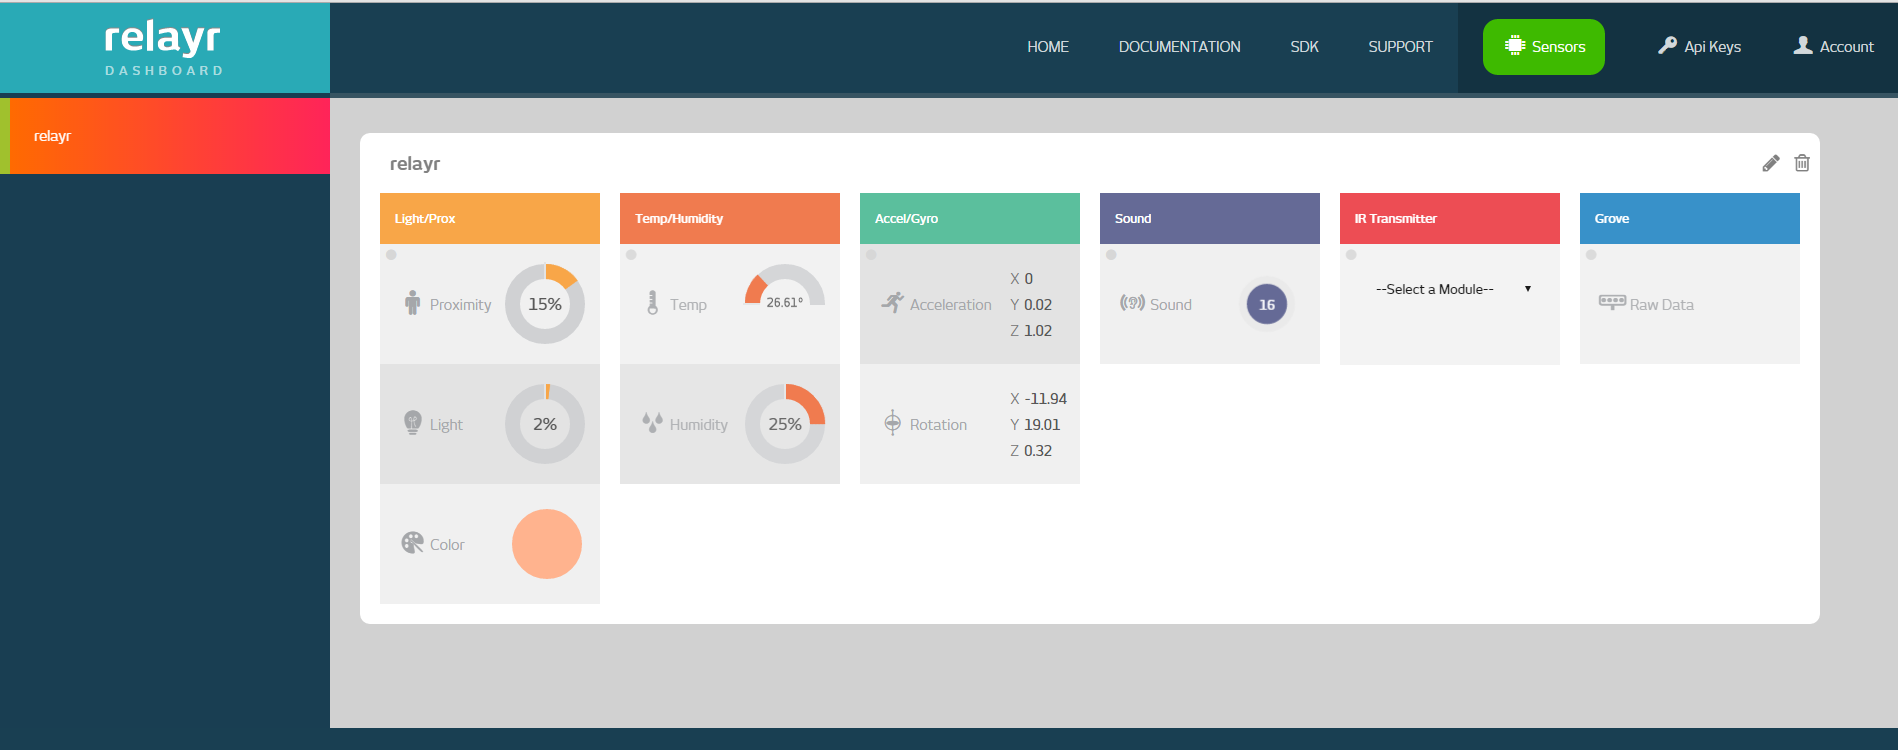 relayr
DASHBOARD
HOME DOCUMENTATION SDK SUPPORT Sensors Api Keys Account
relayr
relayr
Light/Prox Temp/Humidity Accel/Gyro Sound IR Transmitter Grove
Proximity 15%
Light 2%
Color
Temp 26.61°
Humidity 25%
Acceleration
X 0
Y 0.02
Z 1.02
Rotation
X -11.94
Y 19.01
Z 0.32
Sound 16
--Select a Module--
Raw Data